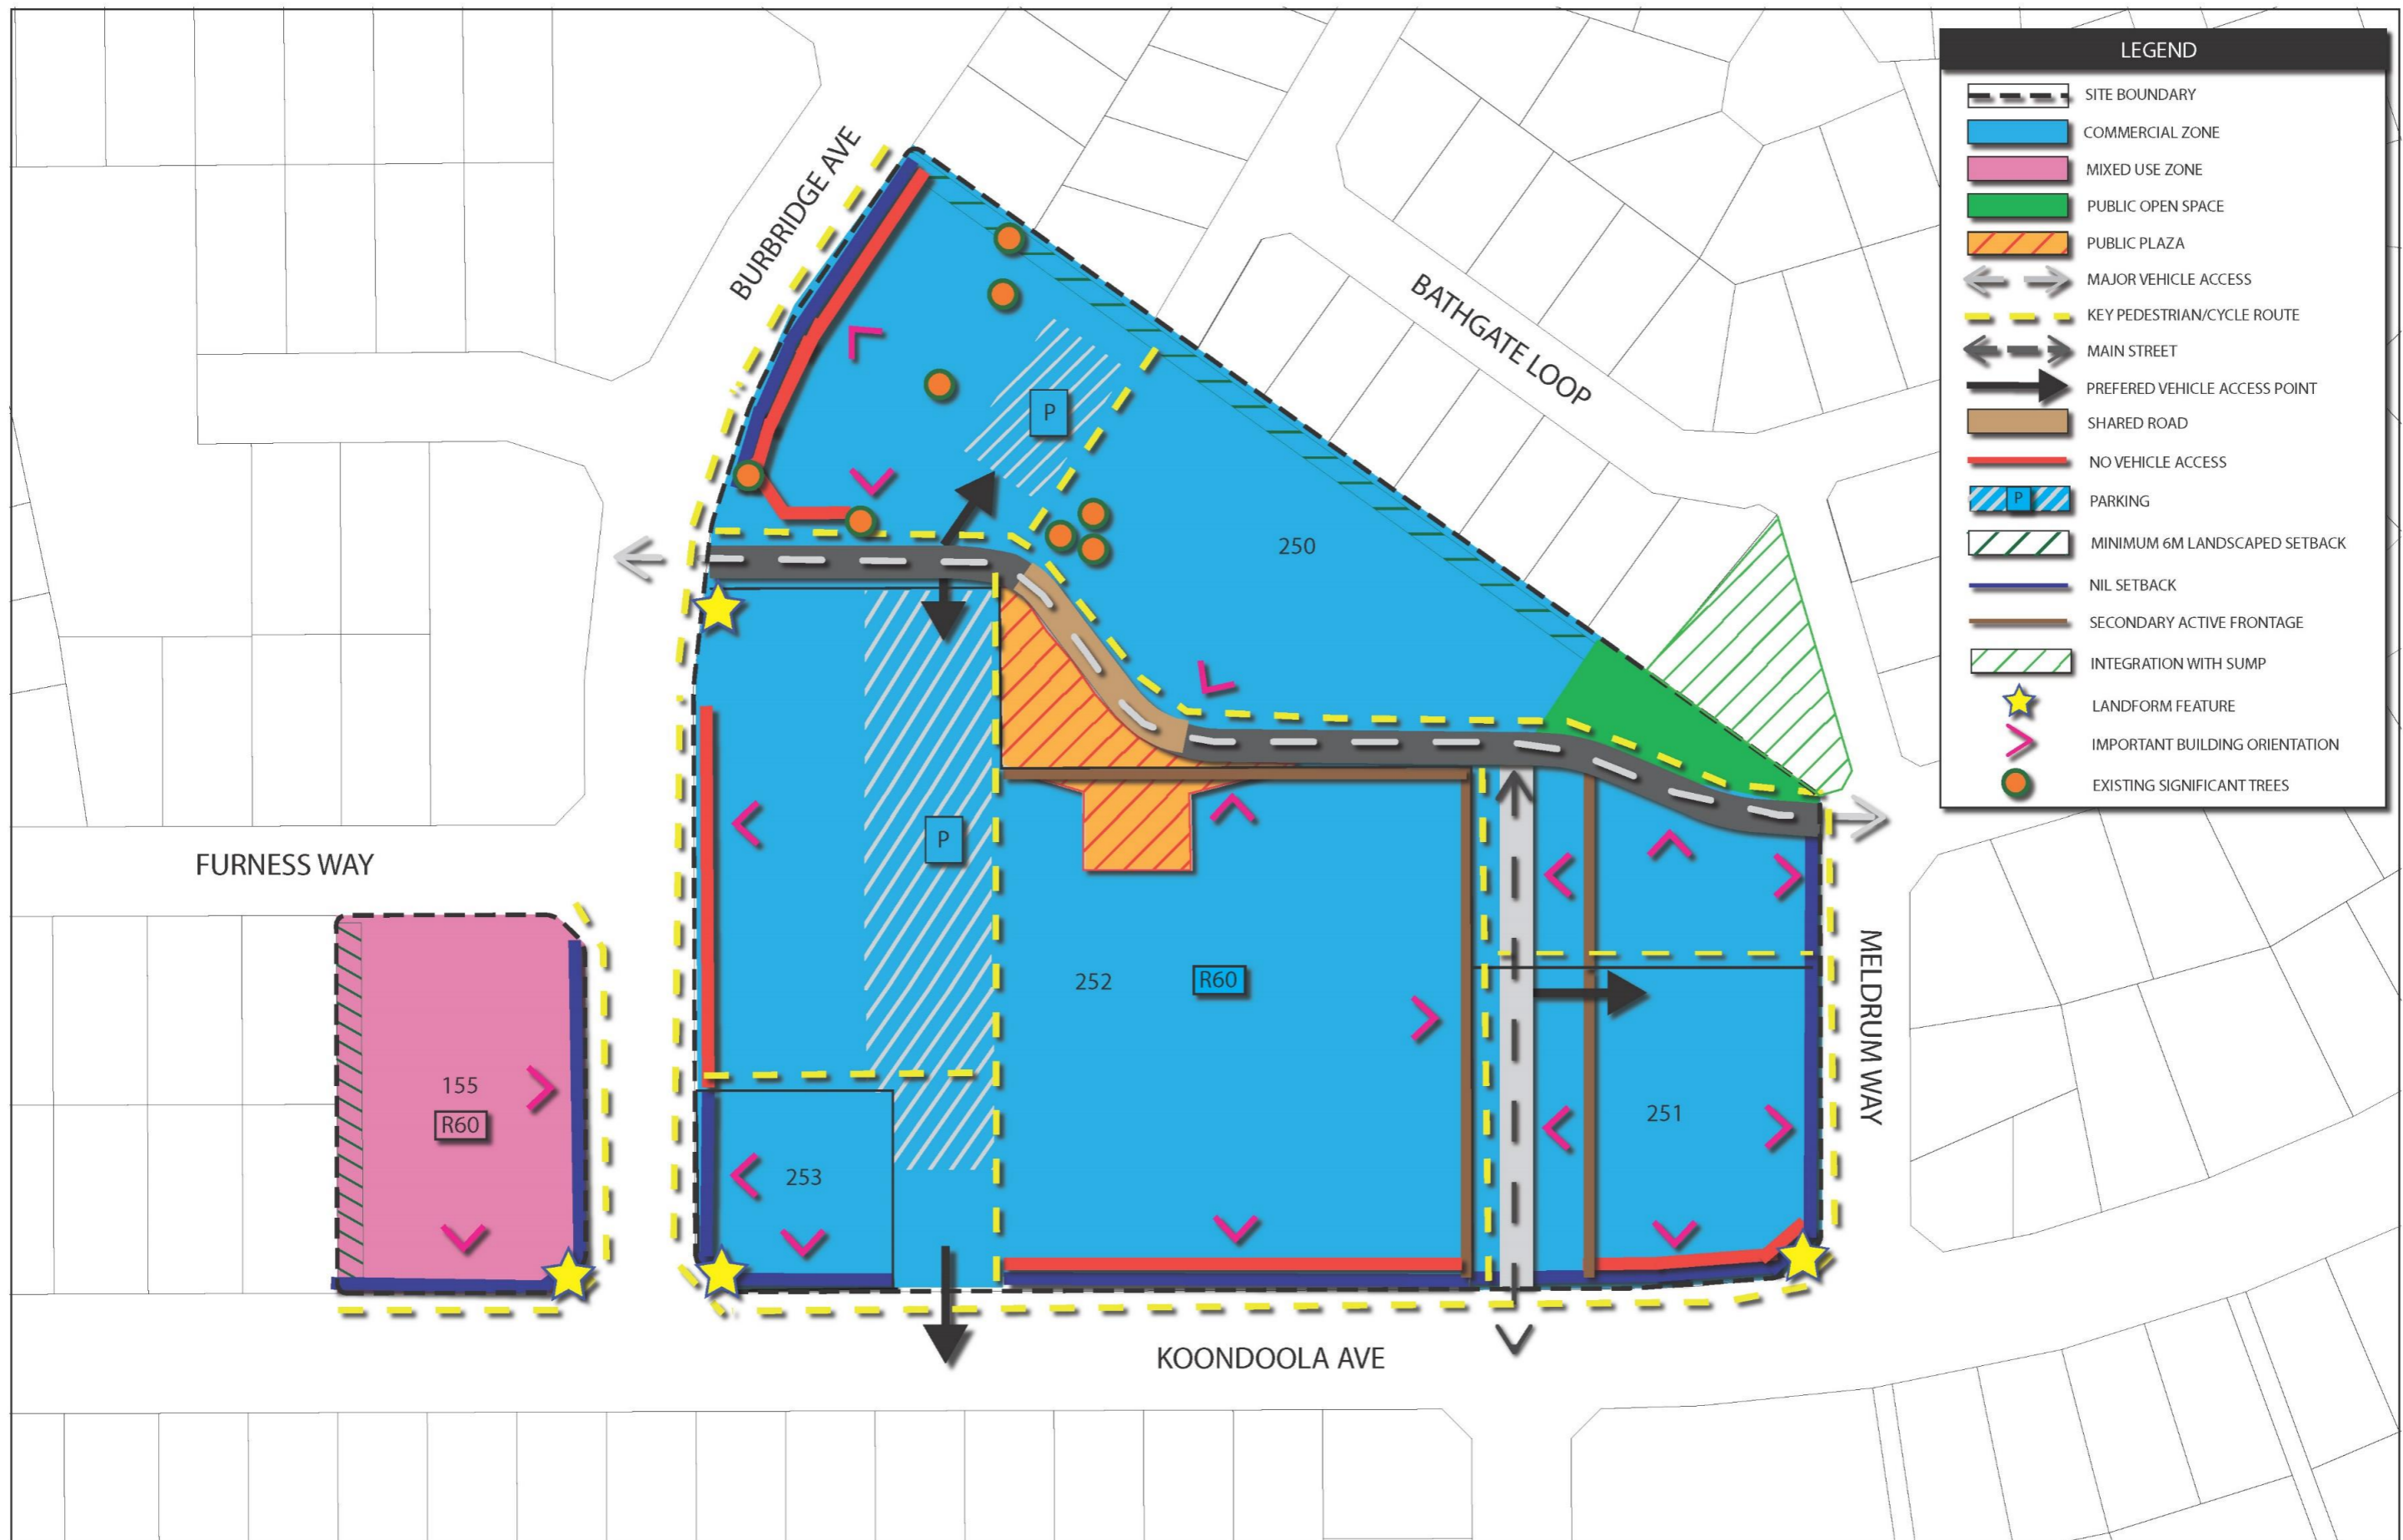 BURBRIDGE AVE
BATHGATE LOOP
P
250
FURNESS WAY
P
252
R60
155
R60
253
251
MELDRUM WAY
KOONDOOLA AVE
LEGEND
SITE BOUNDARY
COMMERCIAL ZONE
MIXED USE ZONE
PUBLIC OPEN SPACE
PUBLIC PLAZA
MAJOR VEHICLE ACCESS
KEY PEDESTRIAN/CYCLE ROUTE
MAIN STREET
PREFERED VEHICLE ACCESS POINT
SHARED ROAD
NO VEHICLE ACCESS
P
PARKING
MINIMUM 6M LANDSCAPED SETBACK
NIL SETBACK
SECONDARY ACTIVE FRONTAGE
INTEGRATION WITH SUMP
LANDFORM FEATURE
IMPORTANT BUILDING ORIENTATION
EXISTING SIGNIFICANT TREES